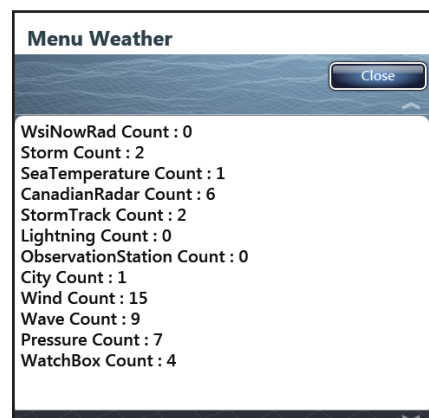 Menu Weather
Close
WsiNowRad Count : 0
Storm Count : 2
SeaTemperature Count : 1
CanadianRadar Count : 6
StormTrack Count : 2
Lightning Count : 0
ObservationStation Count : 0
City Count : 1
Wind Count : 15
Wave Count : 9
Pressure Count : 7
WatchBox Count : 4